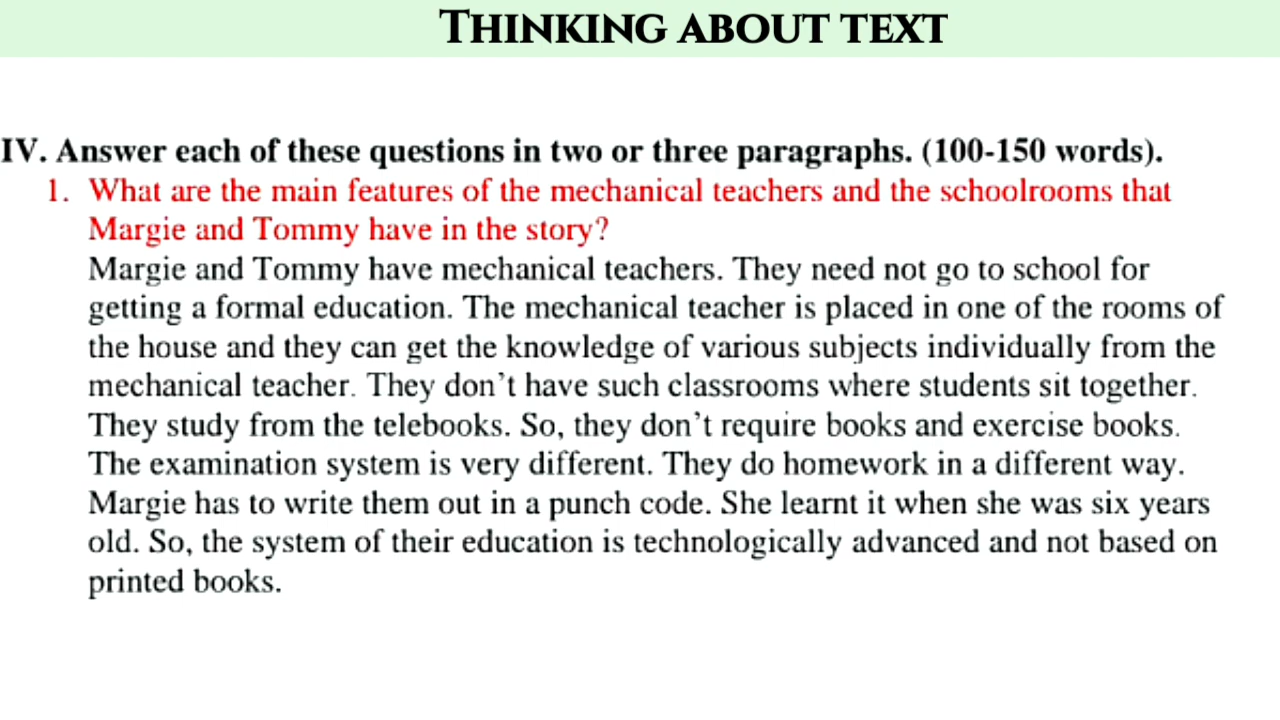 THINKING ABOUT TEXT
IV. Answer each of these questions in two or three paragraphs. (100-150 words).
1. What are the main features of the mechanical teachers and the schoolrooms that
Margie and Tommy have in the story?
Margie and Tommy have mechanical teachers. They need not go to school for
getting a formal education. The mechanical teacher is placed in one of the rooms of
the house and they can get the knowledge of various subjects individually from the
mechanical teacher. They don't have such classrooms where students sit together.
They study from the telebooks. So, they don't require books and exercise books.
The examination system is very different. They do homework in a different way.
Margie has to write them out in a punch code. She learnt it when she was six years
old. So, the system of their education is technologically advanced and not based on
printed books.